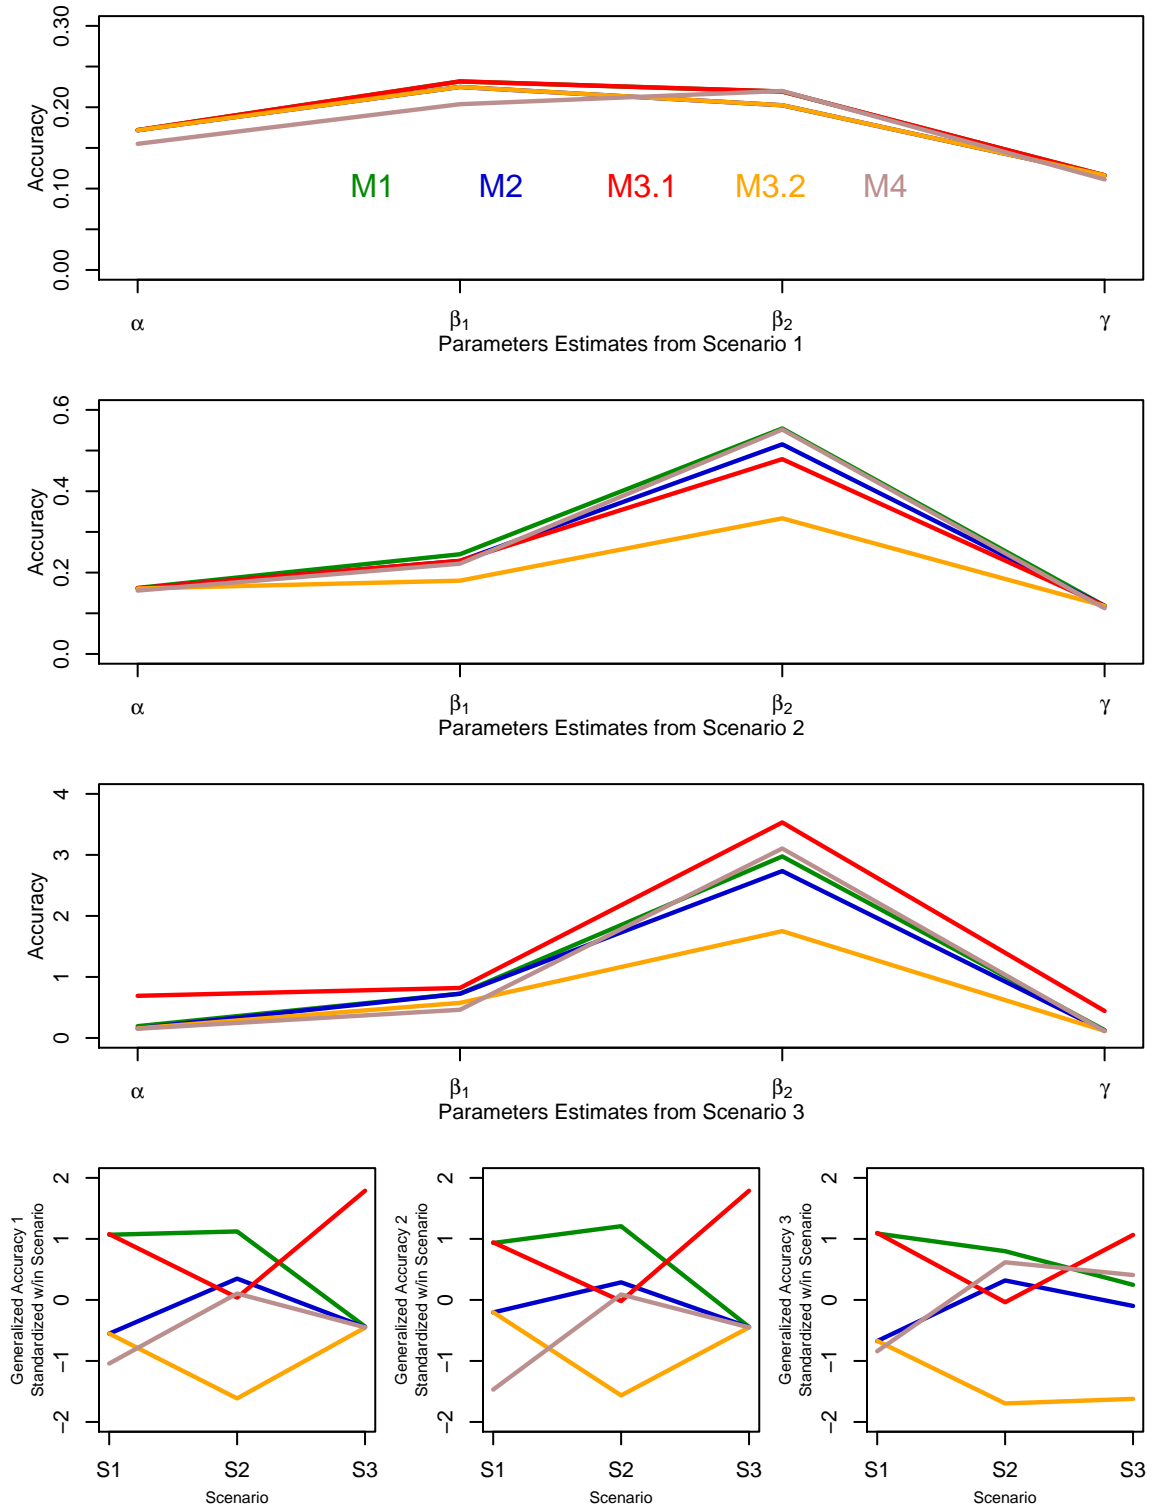 0.00 0.10 0.20 0.30
Accuracy
M1 M2 M3.1 M3.2 M4
α β1 β2 γ
Parameters Estimates from Scenario 1
0.0 0.2 0.4 0.6
Accuracy
α β1 β2 γ
Parameters Estimates from Scenario 2
0 1 2 3 4
Accuracy
α β1 β2 γ
Parameters Estimates from Scenario 3
Generalized Accuracy 1
Standardized w/in Scenario
−2 −1 0 1 2
S1 S2 S3
Scenario
Generalized Accuracy 2
Standardized w/in Scenario
−2 −1 0 1 2
S1 S2 S3
Scenario
Generalized Accuracy 3
Standardized w/in Scenario
−2 −1 0 1 2
S1 S2 S3
Scenario